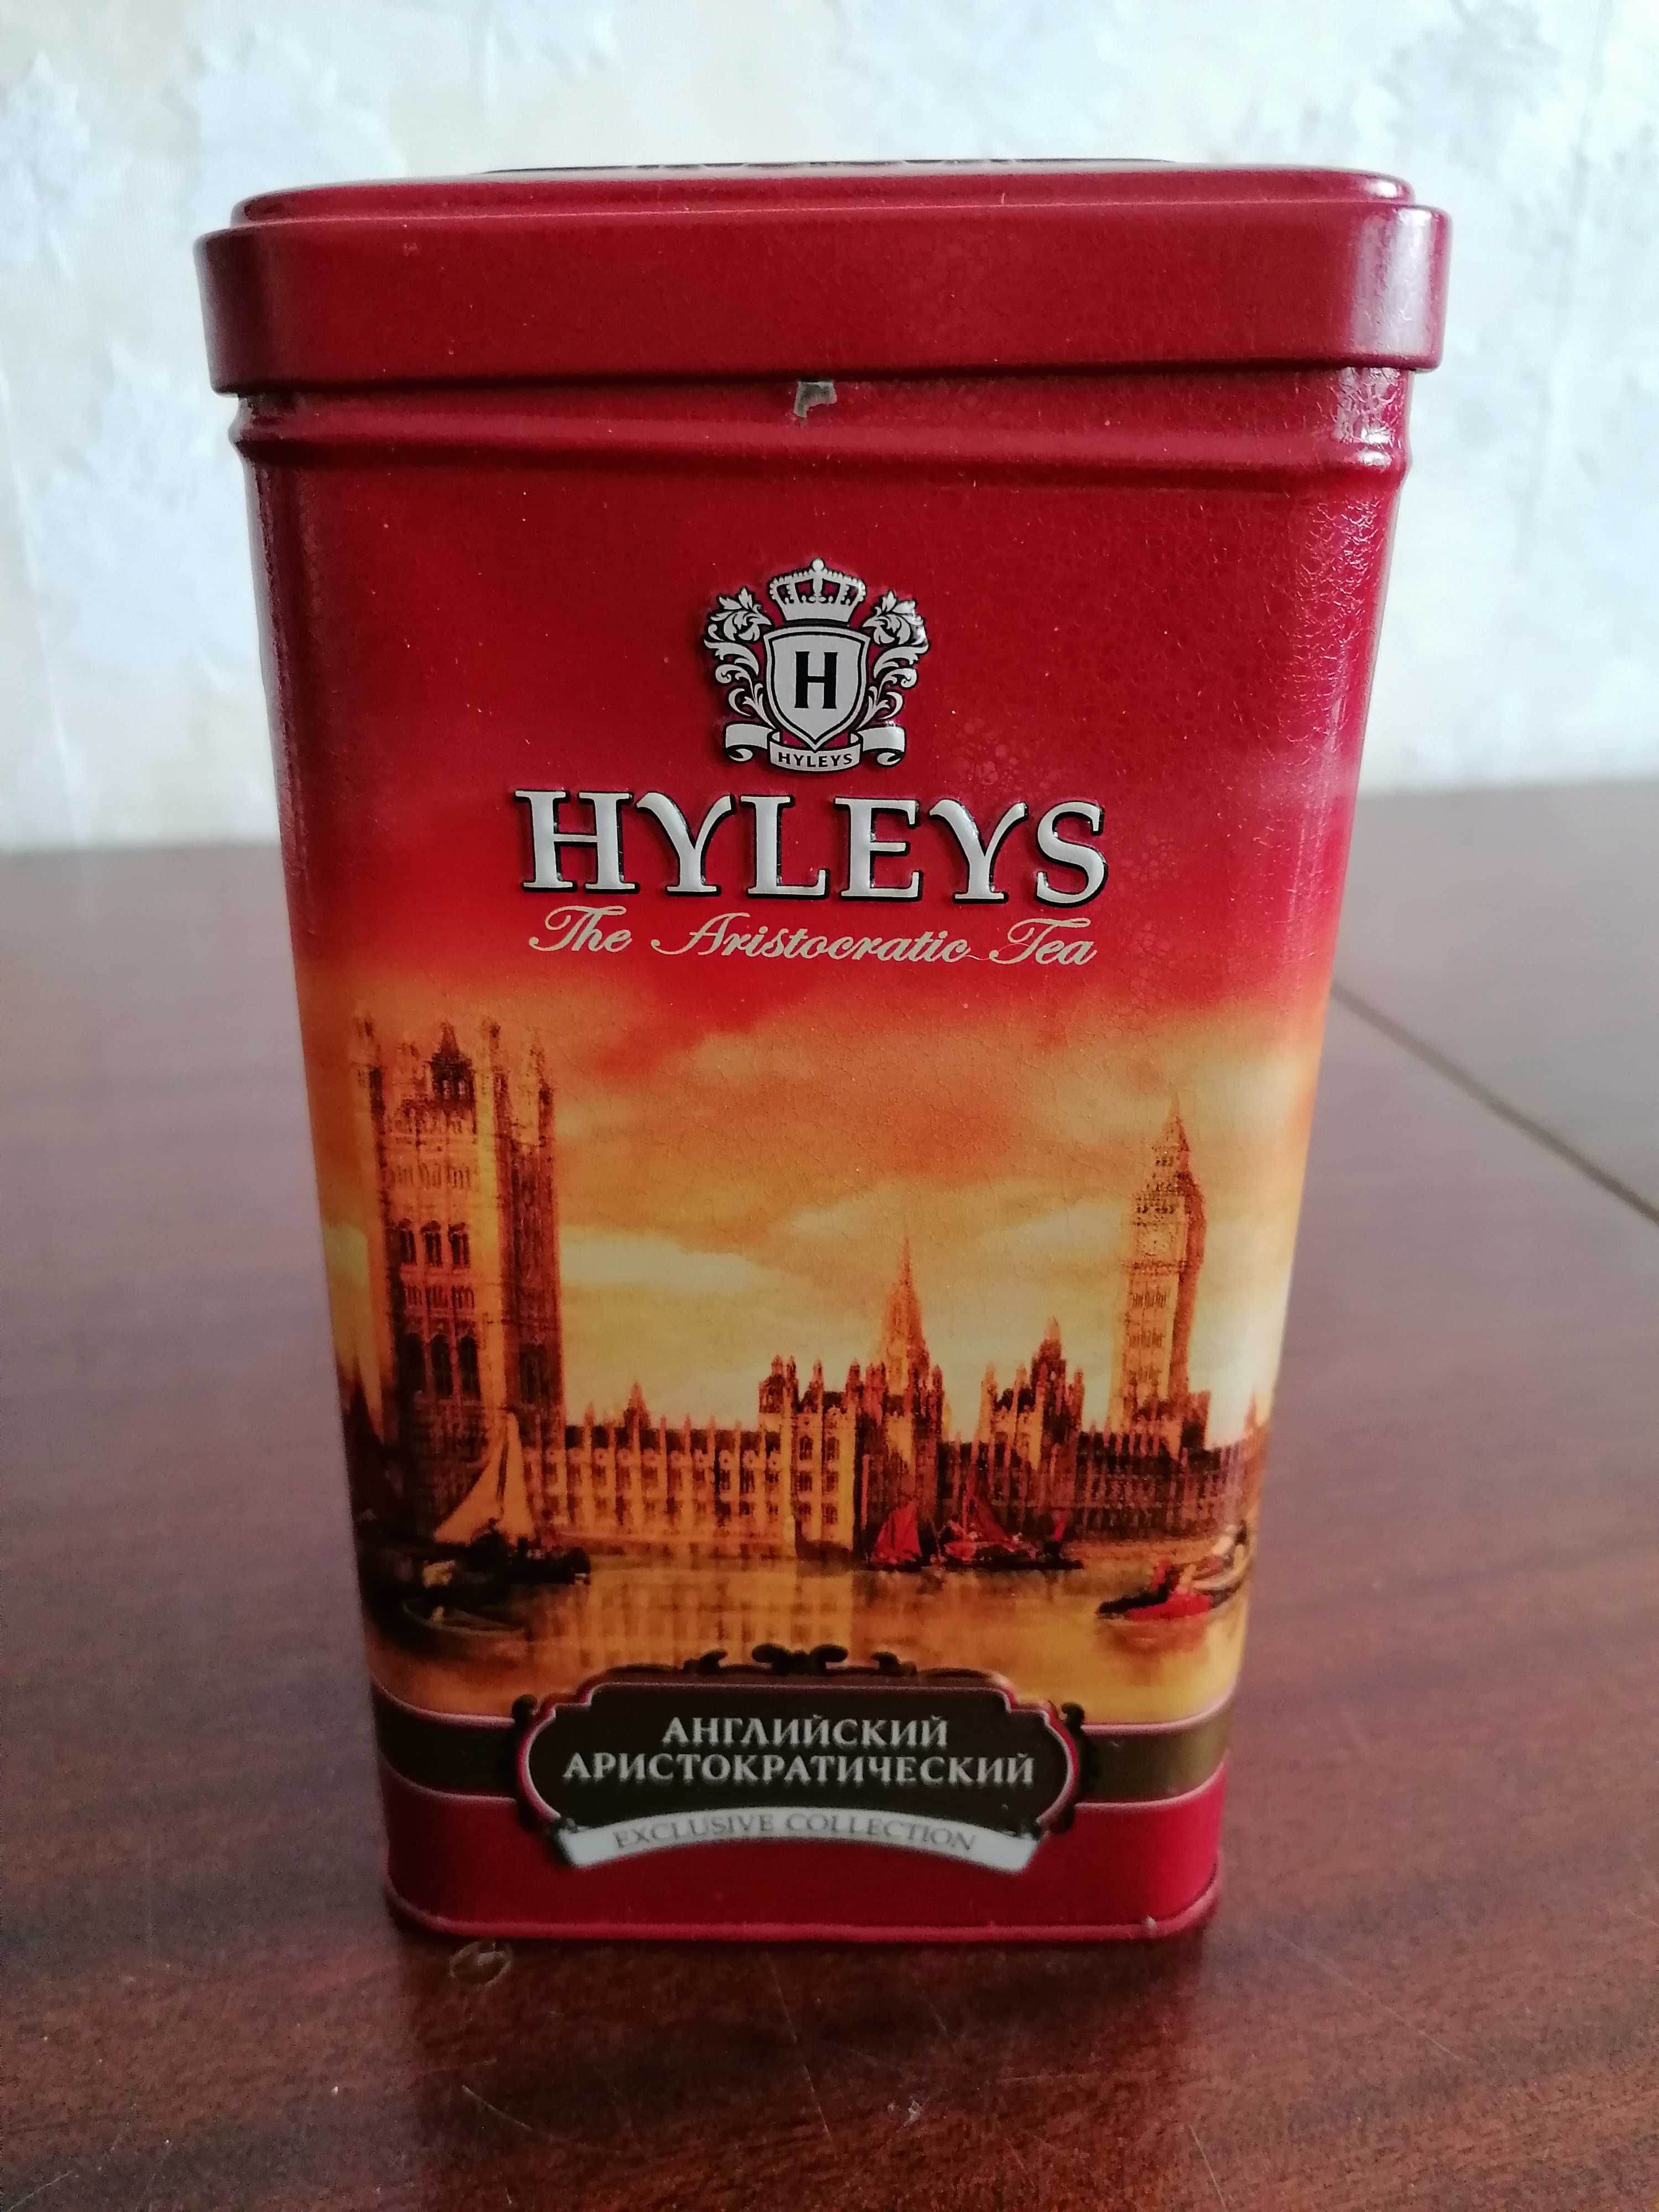 H
HYLEYS
HYLEYS
The Aristocratic Tea
АНГЛИЙСКИЙ
АРИСТОКРАТИЧЕСКИЙ
EXCLUSIVE COLLECTION